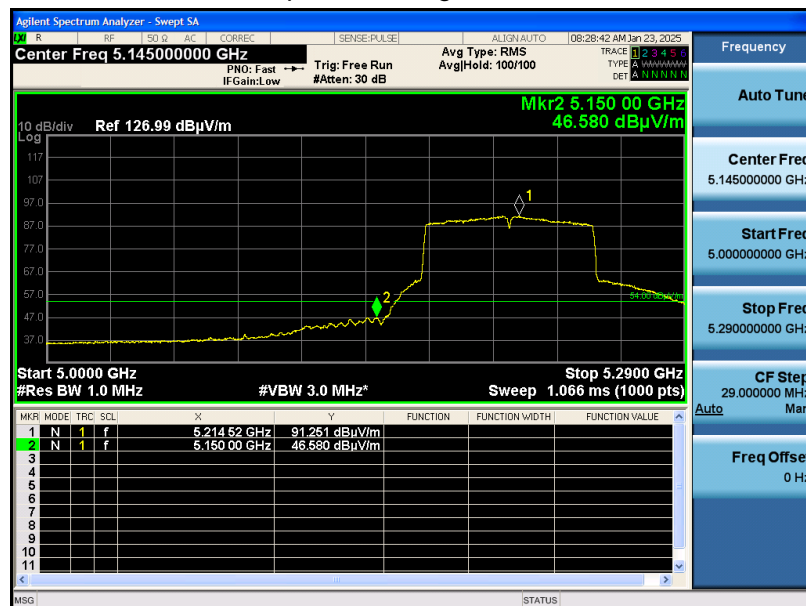 Agilent Spectrum Analyzer - Swept SA
LXI R RF 50 Ω AC CORREC SENSE:PULSE ALIGN AUTO 08:28:42 AM Jan 23, 2025
Center Freq 5.145000000 GHz
PNO: Fast
IFGain:Low
Trig: Free Run
#Atten: 30 dB
Avg Type: RMS
Avg|Hold: 100/100
TRACE 1 2 3 4 5 6
TYPE A
DET A N N N N N
Mkr2 5.150 00 GHz
46.580 dBµV/m
10 dB/div Ref 126.99 dBµV/m
Log
117
107
97.0
87.0
77.0
67.0
57.0
47.0
37.0
1
2
54.00 dBµV/m
Start 5.0000 GHz Stop 5.2900 GHz
#Res BW 1.0 MHz #VBW 3.0 MHz* Sweep 1.066 ms (1000 pts)
MKR MODE TRC SCL X Y FUNCTION FUNCTION WIDTH FUNCTION VALUE
1 N 1 f 5.214 52 GHz 91.251 dBµV/m
2 N 1 f 5.150 00 GHz 46.580 dBµV/m
3
4
5
6
7
8
9
10
11
MSG STATUS
Frequency
Auto Tune
Center Freq
5.145000000 GHz
Start Freq
5.000000000 GHz
Stop Freq
5.290000000 GHz
CF Step
29.000000 MHz
Auto Man
Freq Offset
0 Hz